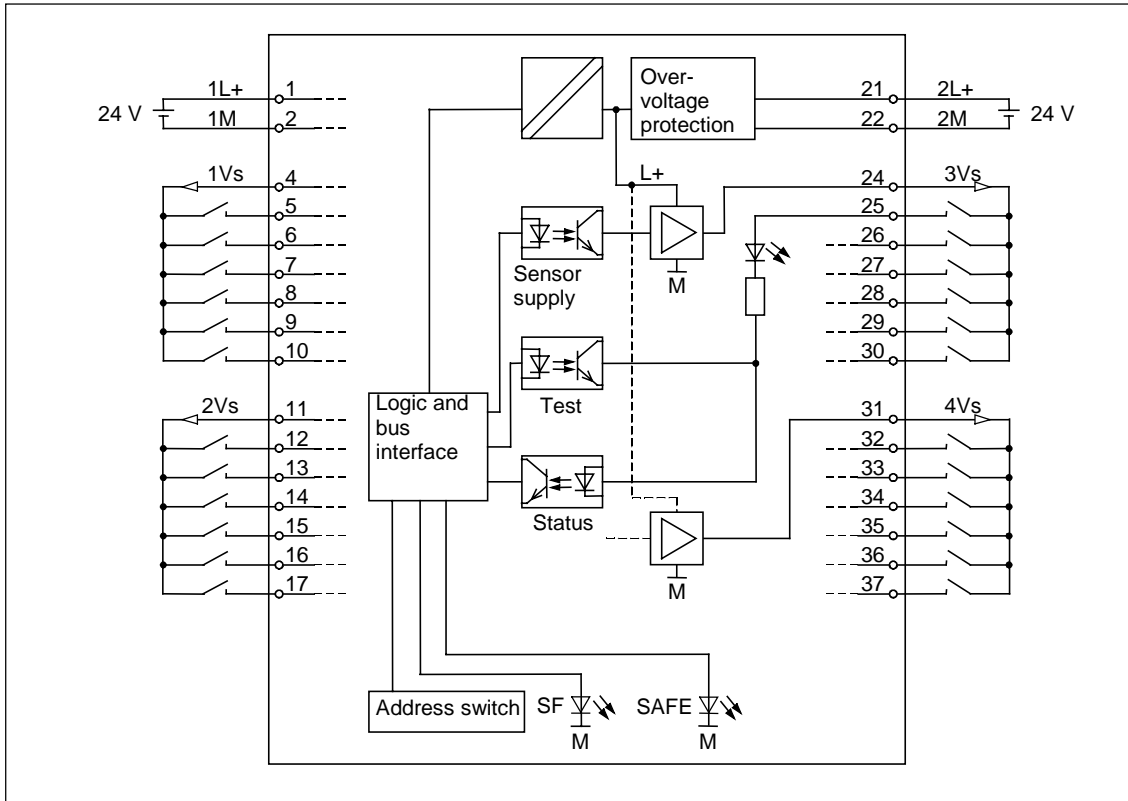 24 V
1L+
1
1M
2
Over-
voltage
protection
21
2L+
22
2M
24 V
1Vs
4
5
6
7
8
9
10
L+
M
Sensor
supply
Test
24
3Vs
25
26
27
28
29
30
2Vs
11
12
13
14
15
16
17
Logic and
bus
interface
Status
M
31
4Vs
32
33
34
35
36
37
Address switch
SF
M
SAFE
M